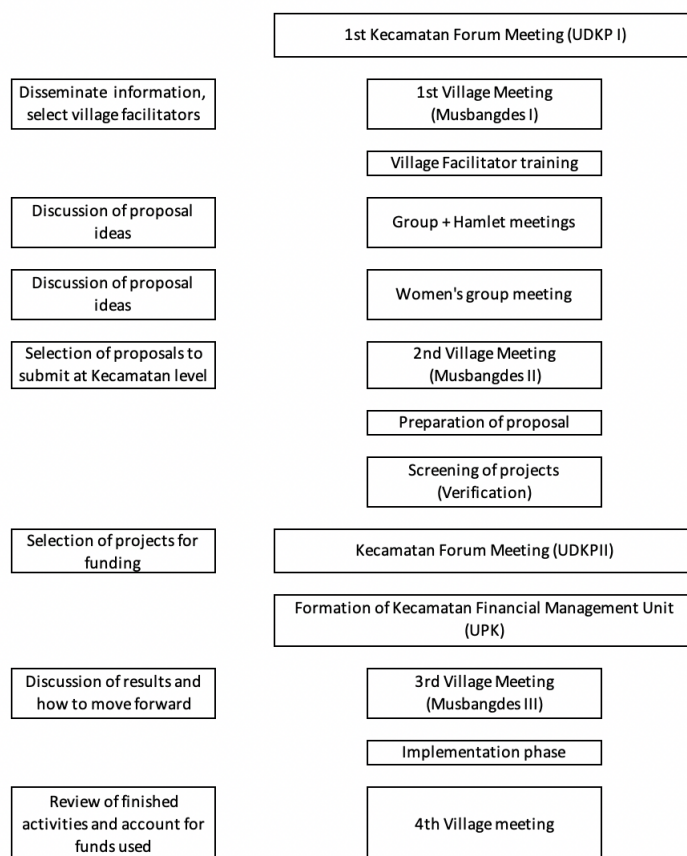 1st Kecamatan Forum Meeting (UDKP I)
Disseminate information,
select village facilitators
1st Village Meeting
(Musbangdes I)
Village Facilitator training
Discussion of proposal
ideas
Group + Hamlet meetings
Discussion of proposal
ideas
Women's group meeting
Selection of proposals to
submit at Kecamatan level
2nd Village Meeting
(Musbangdes II)
Preparation of proposal
Screening of projects
(Verification)
Selection of projects for
funding
Kecamatan Forum Meeting (UDKPII)
Formation of Kecamatan Financial Management Unit
(UPK)
Discussion of results and
how to move forward
3rd Village Meeting
(Musbangdes III)
Implementation phase
Review of finished
activities and account for
funds used
4th Village meeting